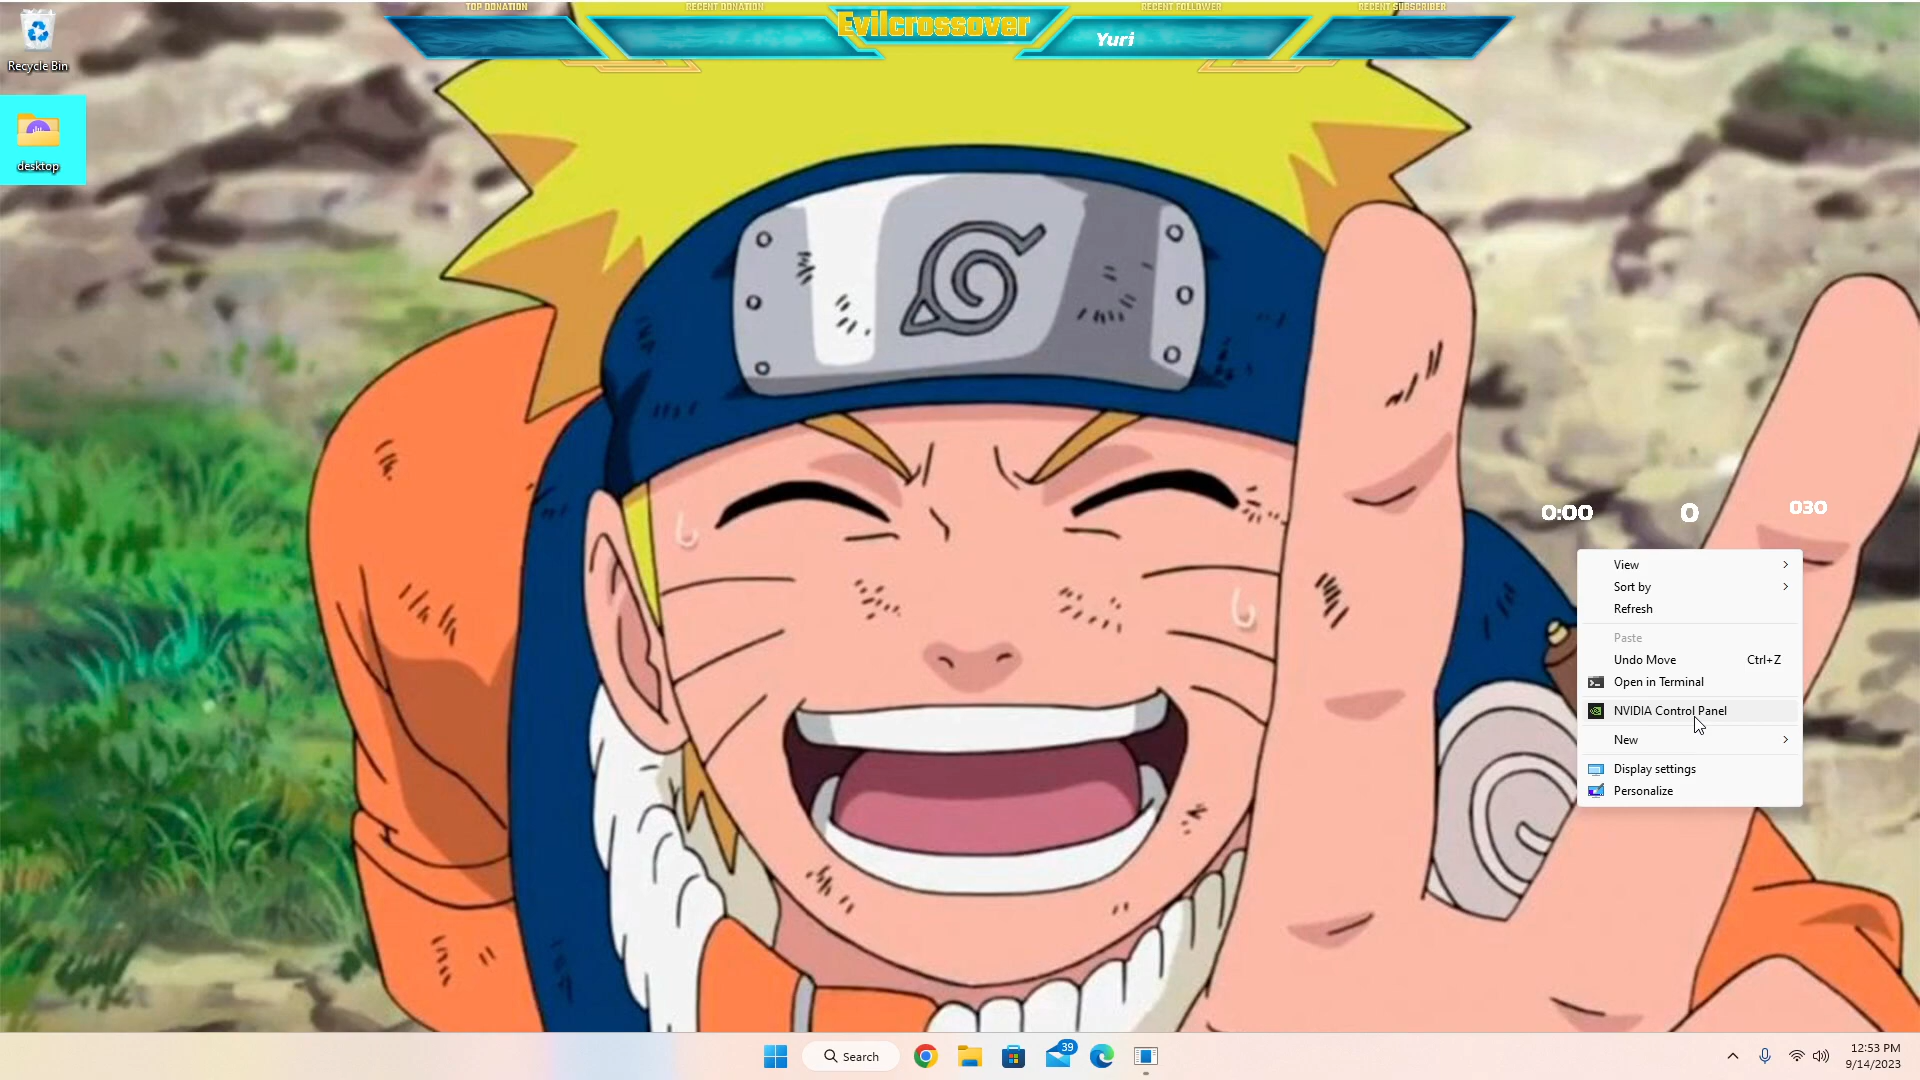 TOP DONATION
RECENT DONATION
Evilcrossover
RECENT FOLLOWER
Yuri
RECENT SUBSCRIBER
Recycle Bin
desktop
0:00 0 030
View
Sort by
Refresh
Paste
Undo Move Ctrl+Z
Open in Terminal
NVIDIA Control Panel
New
Display settings
Personalize
Search
39
12:53 PM
9/14/2023